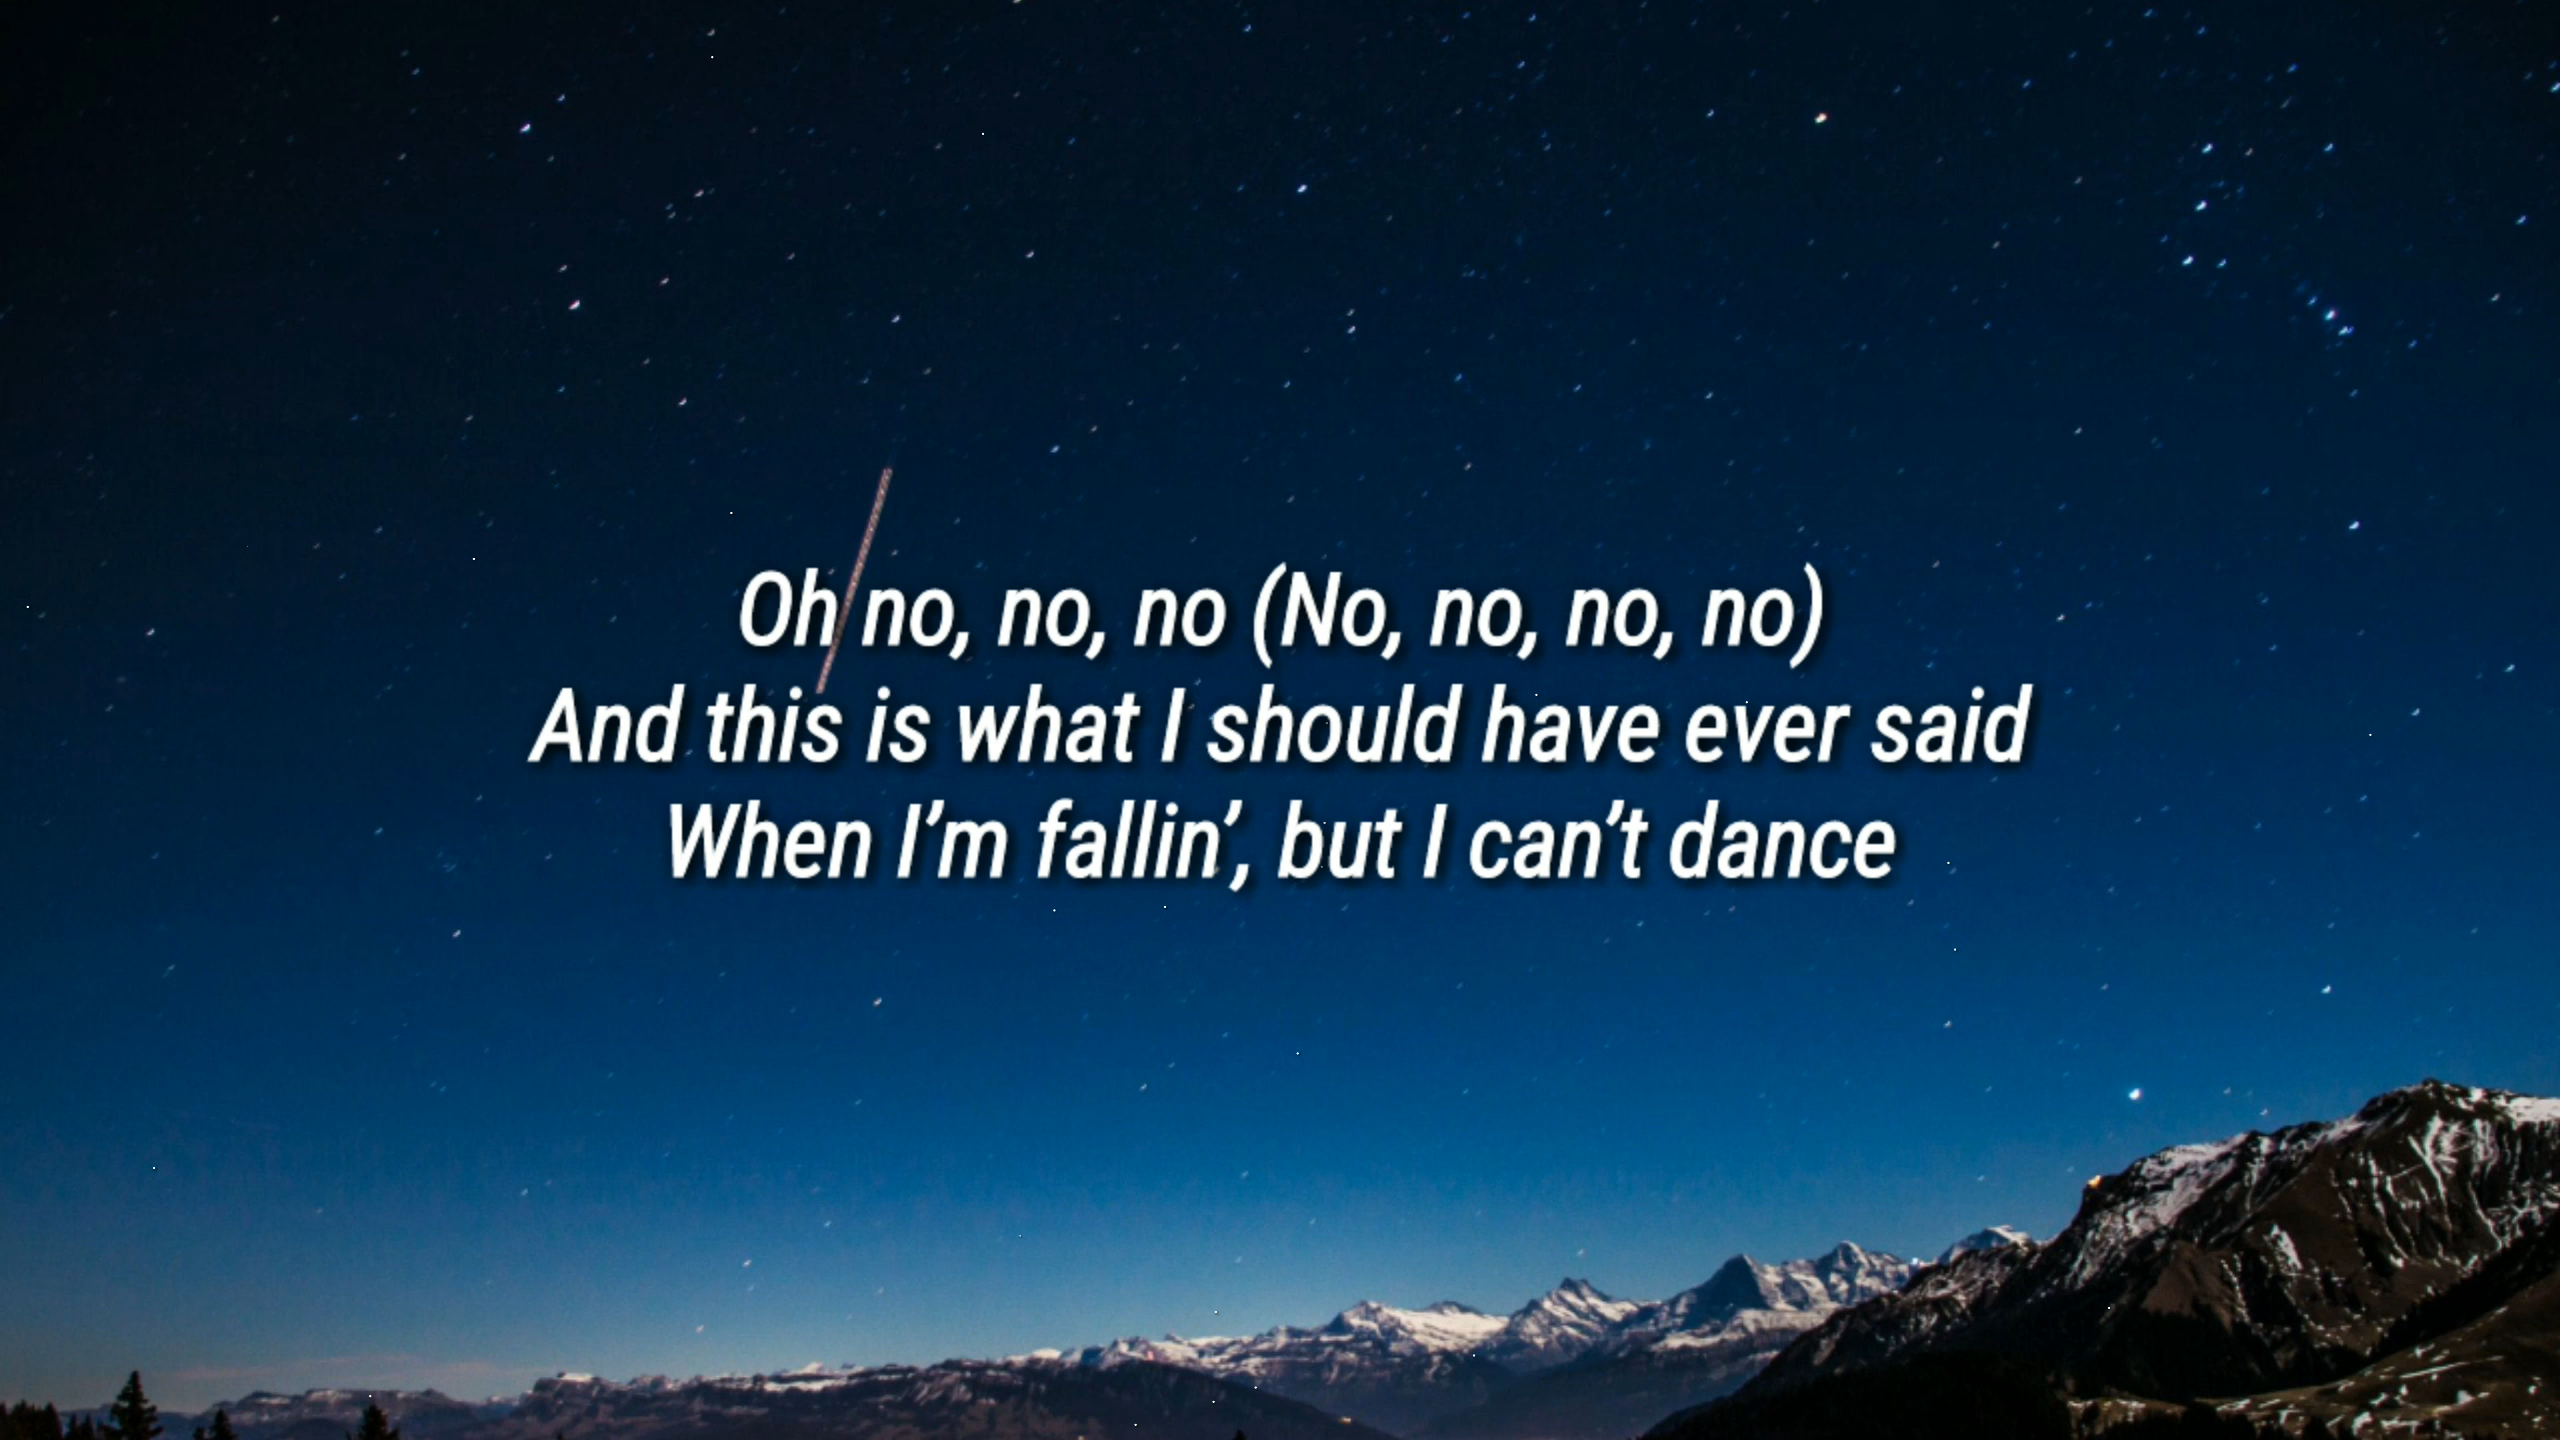 Oh no, no, no (No, no, no, no)
And this is what I should have ever said
When I’m fallin’, but I can’t dance